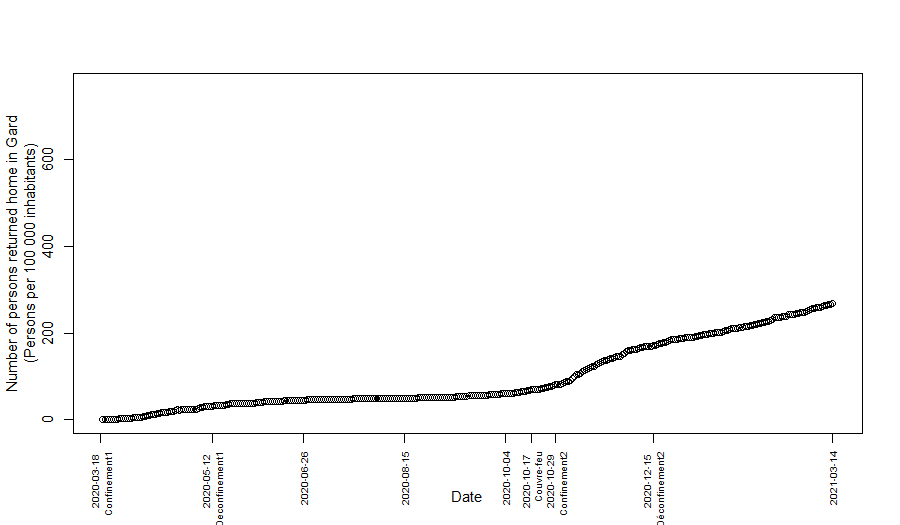 Number of persons returned home in Gard
(Persons per 100 000 inhabitants)
600
400
200
0
2020-03-18
Confinement1
2020-05-12
Deconfinement1
2020-06-26
2020-08-15
2020-10-04
2020-10-17
Couvre-feu
2020-10-29
Confinement2
2020-12-15
Déconfinement2
2021-03-14
Date